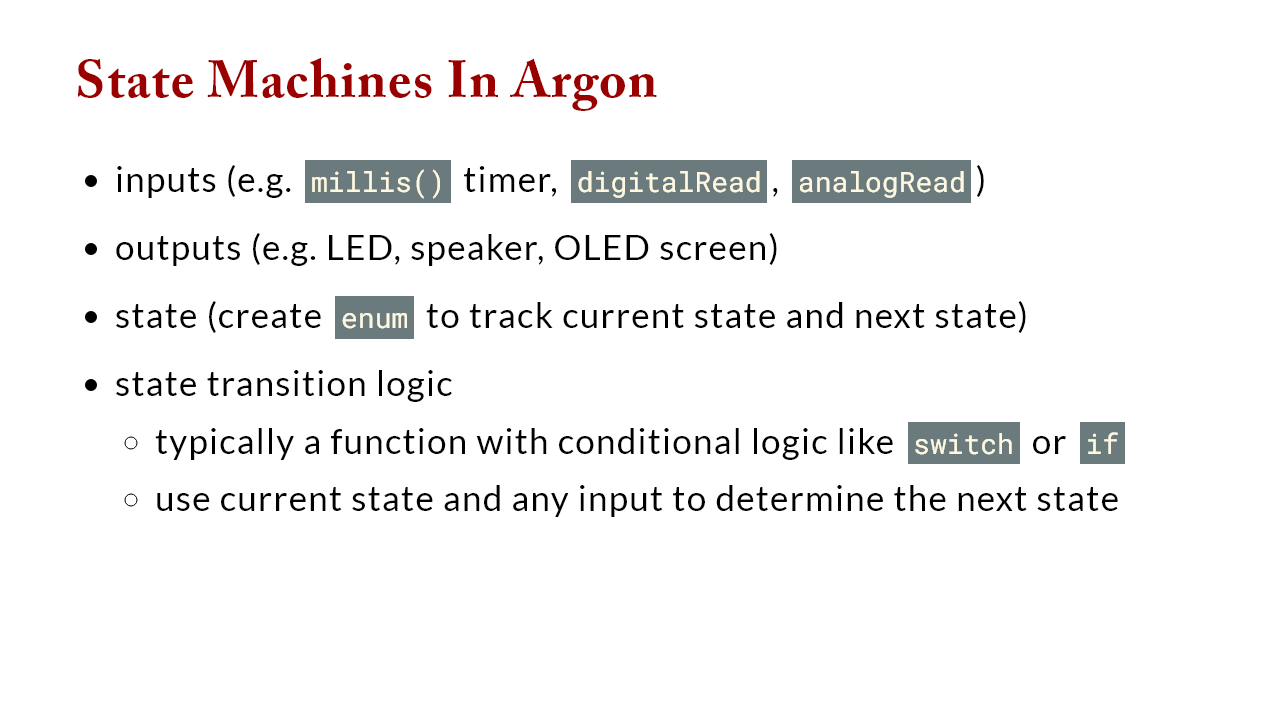 State Machines In Argon
• inputs (e.g. millis() timer, digitalRead, analogRead)
• outputs (e.g. LED, speaker, OLED screen)
• state (create enum to track current state and next state)
• state transition logic
◦ typically a function with conditional logic like switch or if
◦ use current state and any input to determine the next state